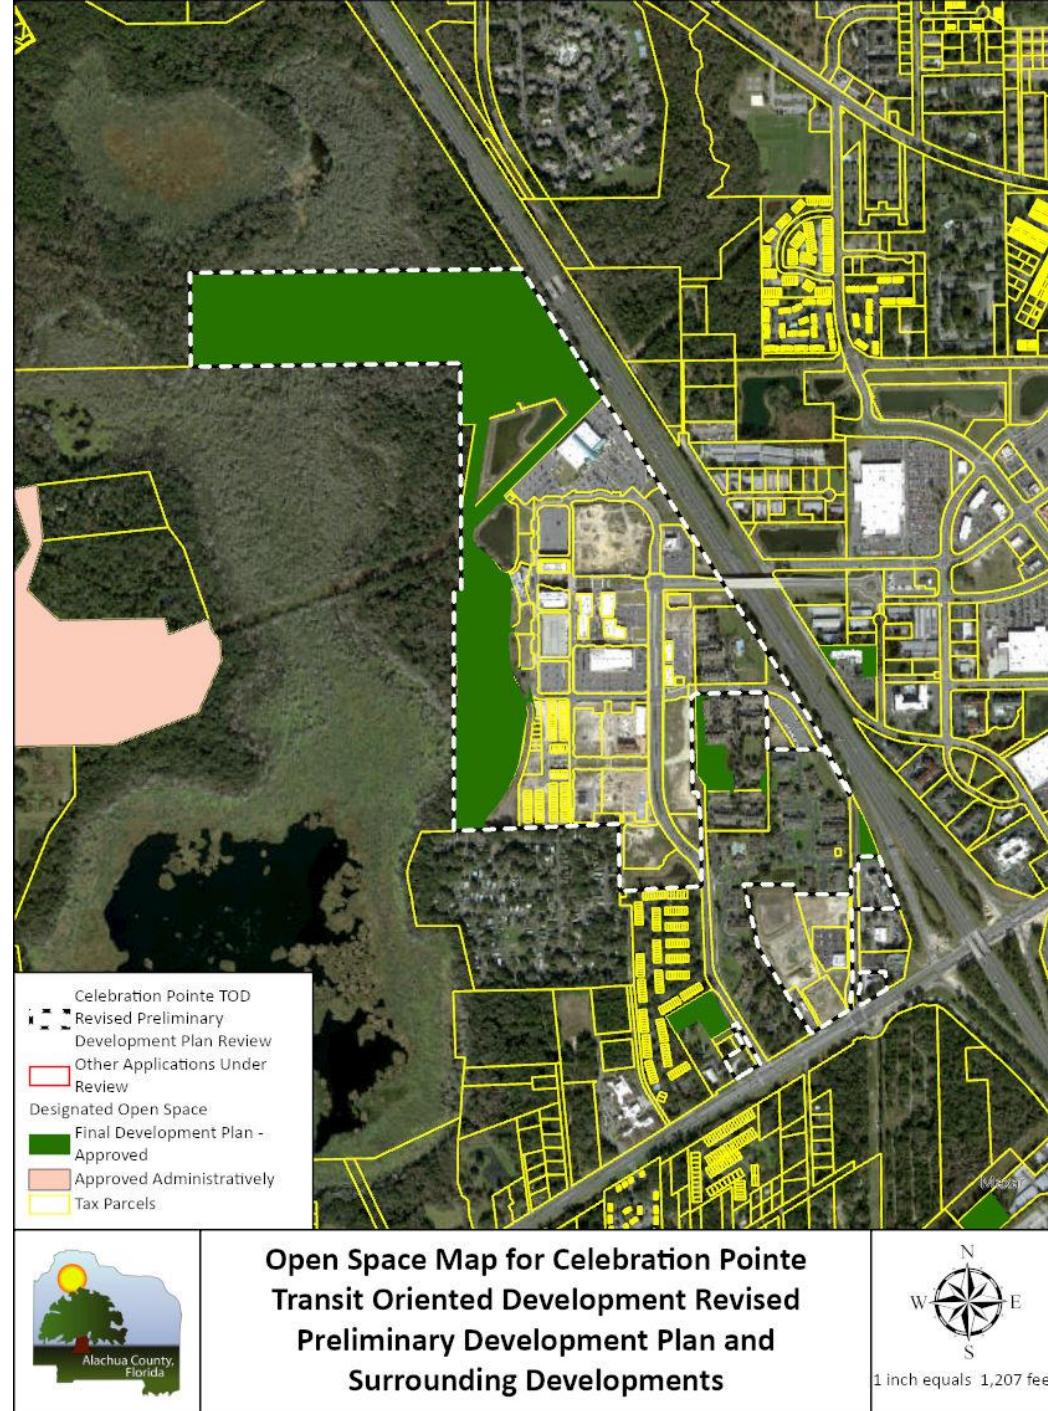 Celebration Pointe TOD
Revised Preliminary
Development Plan Review
Other Applications Under
Review
Designated Open Space
Final Development Plan -
Approved
Approved Administratively
Tax Parcels
Alachua County,
Florida
Open Space Map for Celebration Pointe
Transit Oriented Development Revised
Preliminary Development Plan and
Surrounding Developments
N
W E
S
1 inch equals 1,207 fee